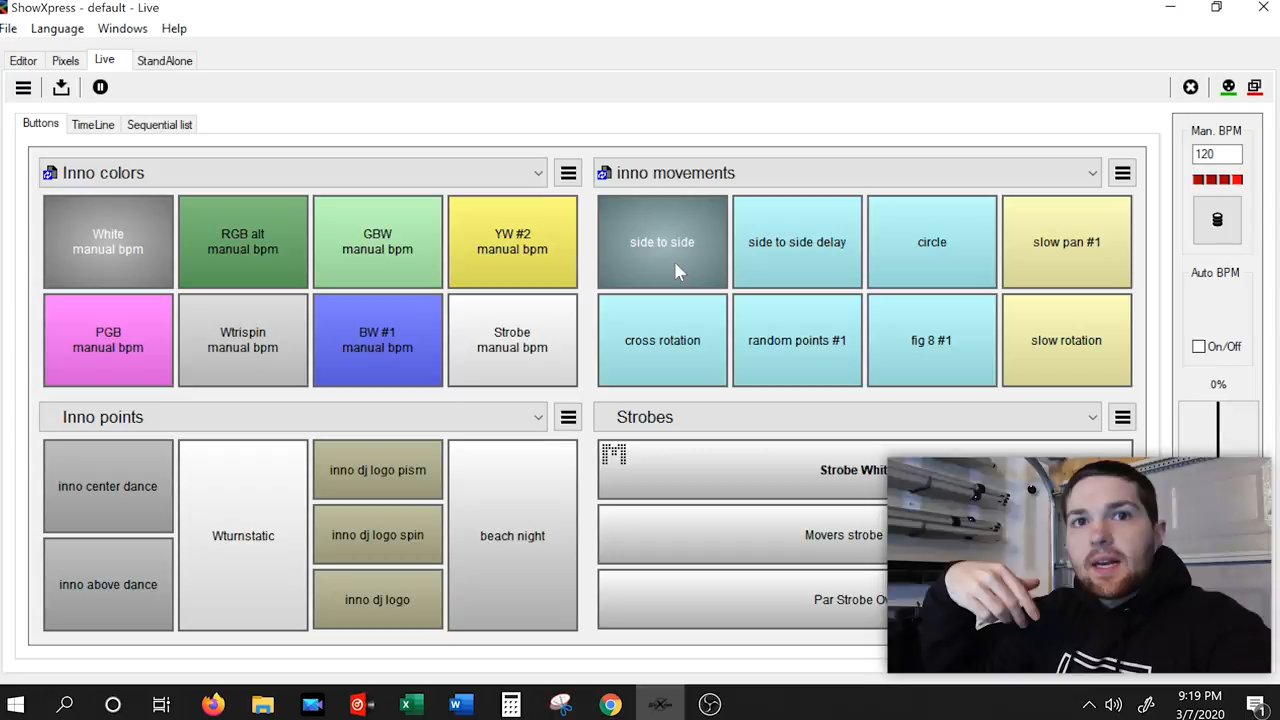 ShowXpress - default - Live
File Language Windows Help
Editor Pixels Live StandAlone
Buttons TimeLine Sequential list
Man. BPM
120
Auto BPM
On/Off
0%
Inno colors
White
manual bpm
RGB alt
manual bpm
GBW
manual bpm
YW #2
manual bpm
PGB
manual bpm
Wtrispin
manual bpm
BW #1
manual bpm
Strobe
manual bpm
inno movements
side to side
side to side delay
circle
slow pan #1
cross rotation
random points #1
fig 8 #1
slow rotation
Inno points
inno center dance
inno above dance
Wturnstatic
inno dj logo pism
inno dj logo spin
inno dj logo
beach night
Strobes
M
Strobe Whit
Movers strobe
Par Strobe
9:19 PM
3/7/2020
1